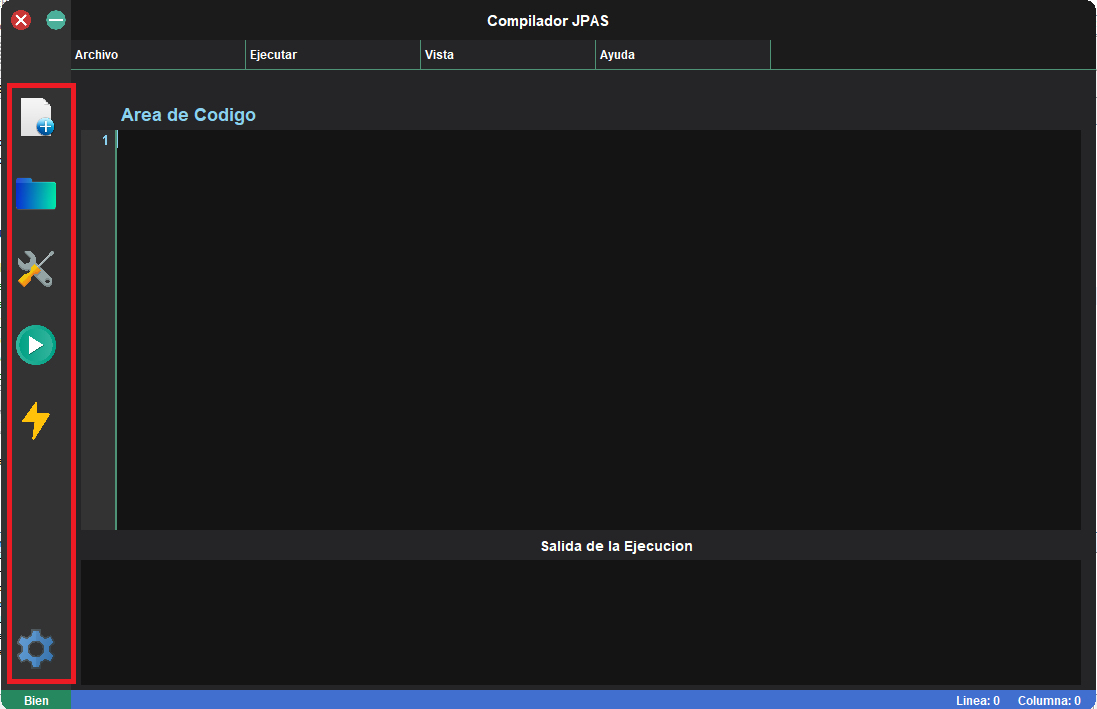 Compilador JPAS
Archivo Ejecutar Vista Ayuda
Area de Codigo
1
Salida de la Ejecucion
Bien Linea: 0 Columna: 0